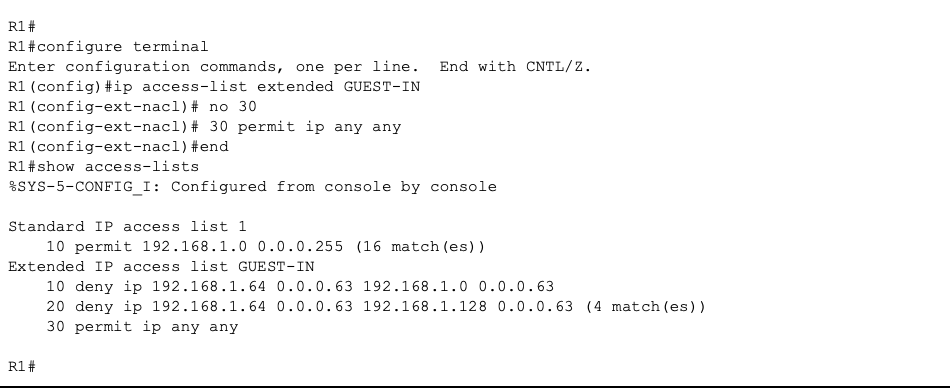 R1#
R1#configure terminal
Enter configuration commands, one per line.  End with CNTL/Z.
R1(config)#ip access-list extended GUEST-IN
R1(config-ext-nacl)# no 30
R1(config-ext-nacl)# 30 permit ip any any
R1(config-ext-nacl)#end
R1#show access-lists
%SYS-5-CONFIG_I: Configured from console by console
Standard IP access list 1
    10 permit 192.168.1.0 0.0.0.255 (16 match(es))
Extended IP access list GUEST-IN
    10 deny ip 192.168.1.64 0.0.0.63 192.168.1.0 0.0.0.63
    20 deny ip 192.168.1.64 0.0.0.63 192.168.1.128 0.0.0.63 (4 match(es))
    30 permit ip any any
R1#